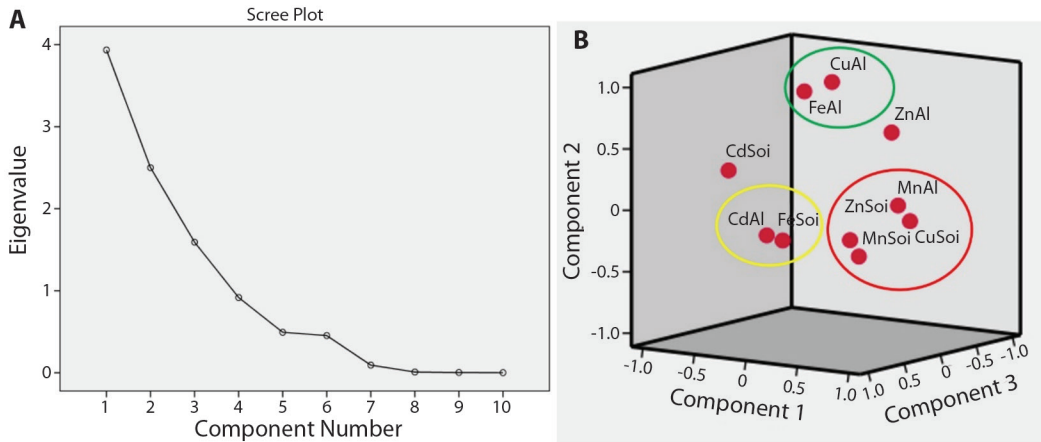 A
Scree Plot
Eigenvalue
4
3
2
1
0
1 2 3 4 5 6 7 8 9 10
Component Number
B
Component 2
1.0
0.5
0
-0.5
-1.0
CuAl
FeAl
ZnAl
CdSoi
MnAl
ZnSoi
CdAl FeSoi
MnSoi CuSoi
-1.0 -0.5 0 0.5 1.0
Component 1
1.0 0.5 0 -0.5 -1.0
Component 3